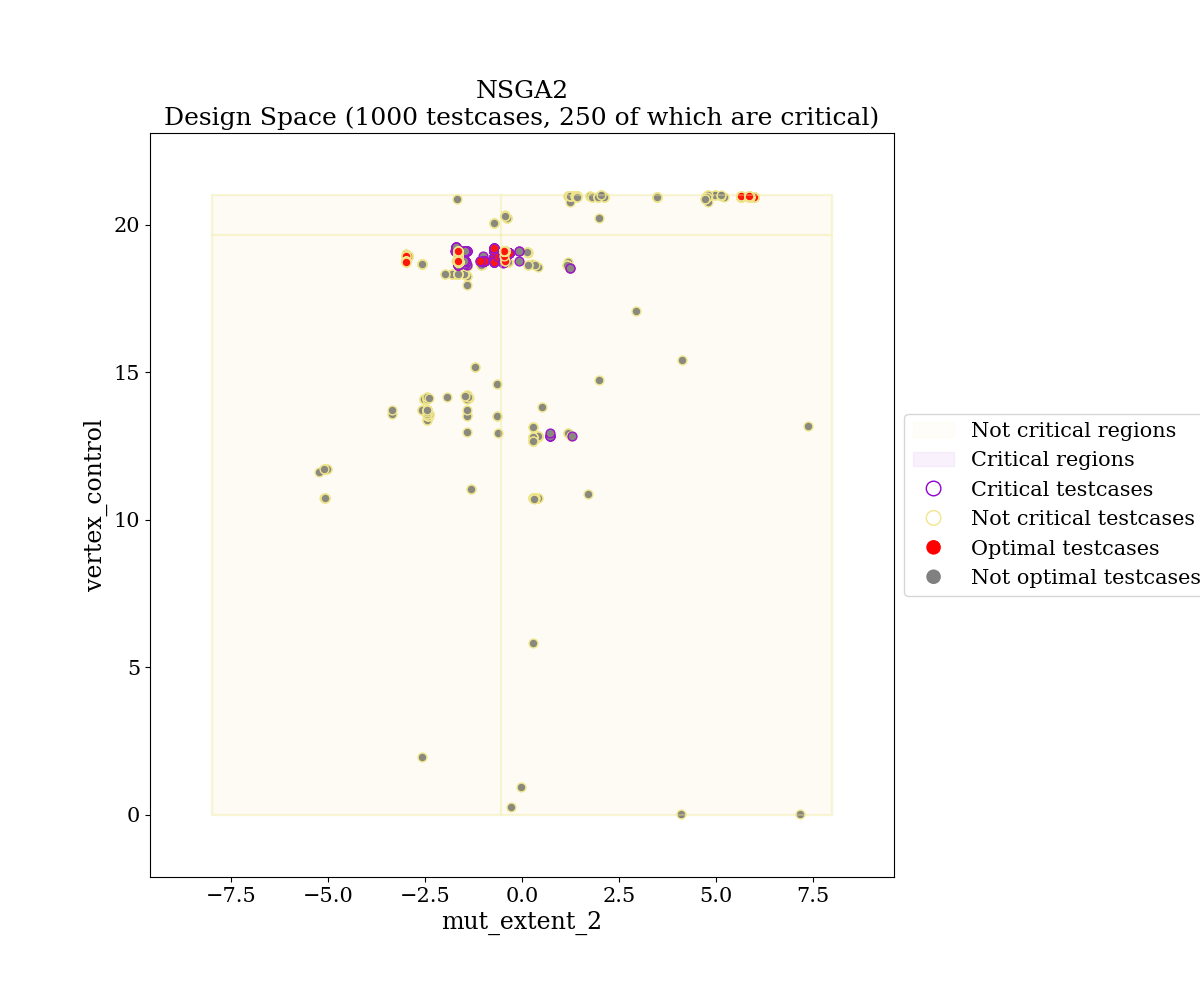 NSGA2
Design Space (1000 testcases, 250 of which are critical)
20
15
10
5
0
vertex_control
−7.5
−5.0
−2.5
0.0
2.5
5.0
7.5
mut_extent_2
Not critical regions
Critical regions
Critical testcases
Not critical testcases
Optimal testcases
Not optimal testcases